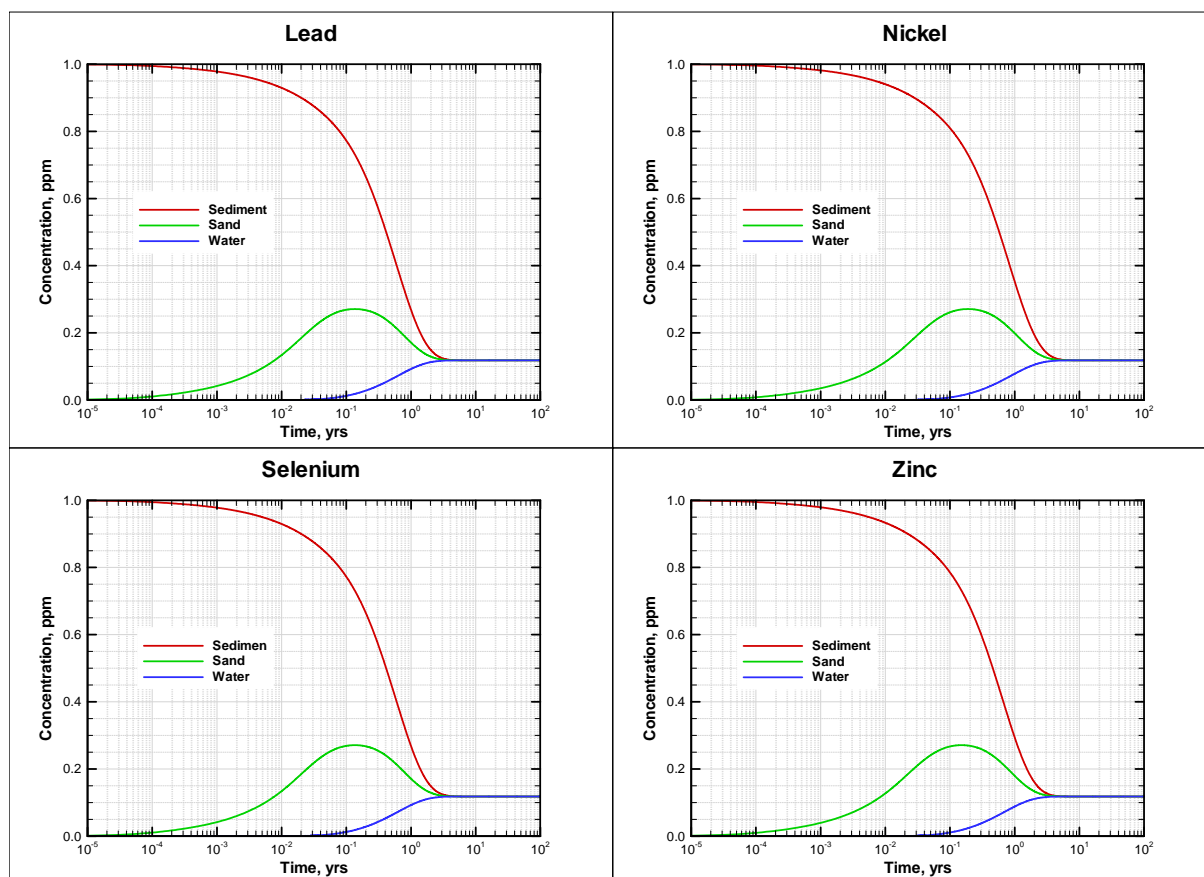 Lead
Concentration, ppm
1.0
0.8
0.6
0.4
0.2
0.0
Sediment
Sand
Water
10⁻⁵ 10⁻⁴ 10⁻³ 10⁻² 10⁻¹ 10⁰ 10¹ 10²
Time, yrs
Nickel
Concentration, ppm
1.0
0.8
0.6
0.4
0.2
0.0
Sediment
Sand
Water
10⁻⁵ 10⁻⁴ 10⁻³ 10⁻² 10⁻¹ 10⁰ 10¹ 10²
Time, yrs
Selenium
Concentration, ppm
1.0
0.8
0.6
0.4
0.2
0.0
Sedimen
Sand
Water
10⁻⁵ 10⁻⁴ 10⁻³ 10⁻² 10⁻¹ 10⁰ 10¹ 10²
Time, yrs
Zinc
Concentration, ppm
1.0
0.8
0.6
0.4
0.2
0.0
Sediment
Sand
Water
10⁻⁵ 10⁻⁴ 10⁻³ 10⁻² 10⁻¹ 10⁰ 10¹ 10²
Time, yrs